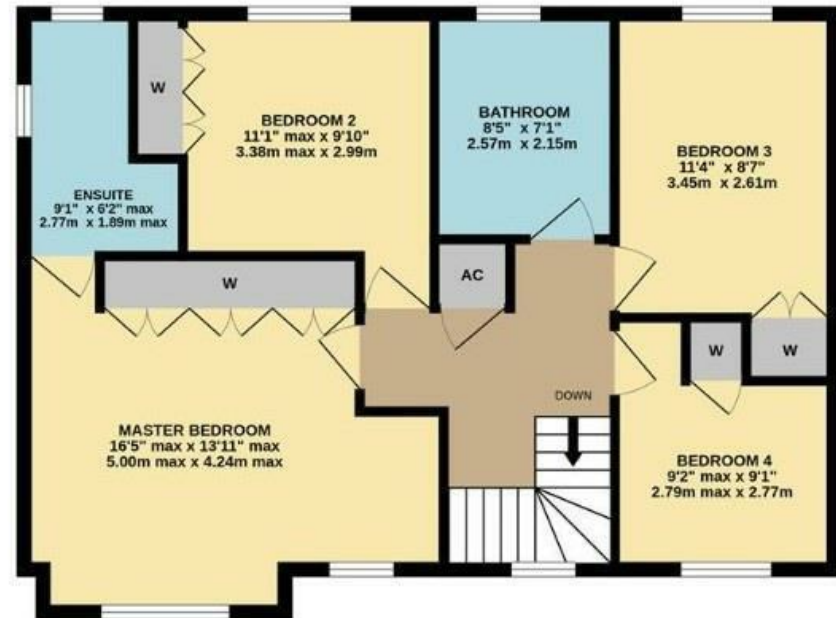 W
BEDROOM 2
11'1" max x 9'10"
3.38m max x 2.99m
BATHROOM
8'5" x 7'1"
2.57m x 2.15m
BEDROOM 3
11'4" x 8'7"
3.45m x 2.61m
ENSUITE
9'1" x 6'2" max
2.77m x 1.89m max
W
AC
W
W
DOWN
MASTER BEDROOM
16'5" max x 13'11" max
5.00m max x 4.24m max
BEDROOM 4
9'2" max x 9'1"
2.79m max x 2.77m